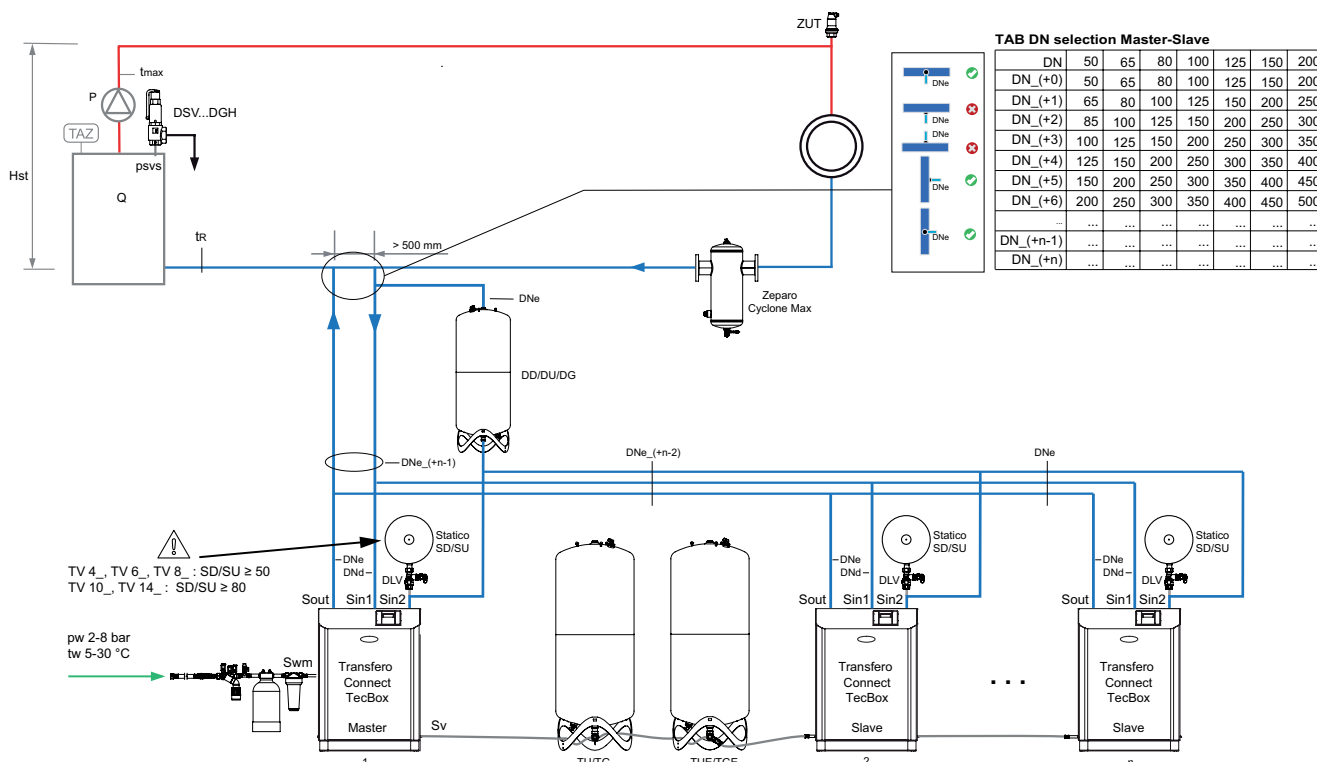 ZUT
TAB DN selection Master-Slave
DN 50 65 80 100 125 150 200
DN_(+0) 50 65 80 100 125 150 200
DN_(+1) 65 80 100 125 150 200 250
DN_(+2) 85 100 125 150 200 250 300
DN_(+3) 100 125 150 200 250 300 350
DN_(+4) 125 150 200 250 300 350 400
DN_(+5) 150 200 250 300 350 400 450
DN_(+6) 200 250 300 350 400 450 500
... ... ... ... ... ... ...
DN_(+n-1) ... ... ... ... ... ...
DN_(+n) ... ... ... ... ... ...
DNe
DNe
DNe
DNe
DNe
tmax
P
DSV...DGH
TAZ
psvs
Hst
Q
tR
> 500 mm
DNe
Zeparo
Cyclone Max
DD/DU/DG
DNe_(+n-1)
DNe_(+n-2)
DNe
Statico
SD/SU
Statico
SD/SU
Statico
SD/SU
TV 4_, TV 6_, TV 8_ : SD/SU ≥ 50
TV 10_, TV 14_ : SD/SU ≥ 80
DNe
DNd
DLV
DNe
DNd
DLV
DNe
DNd
DLV
Sout Sin1 Sin2
Sout Sin1 Sin2
Sout Sin1 Sin2
pw 2-8 bar
tw 5-30 °C
Swm
Transfero
Connect
TecBox
Master
Sv
Transfero
Connect
TecBox
Slave
...
Transfero
Connect
TecBox
Slave